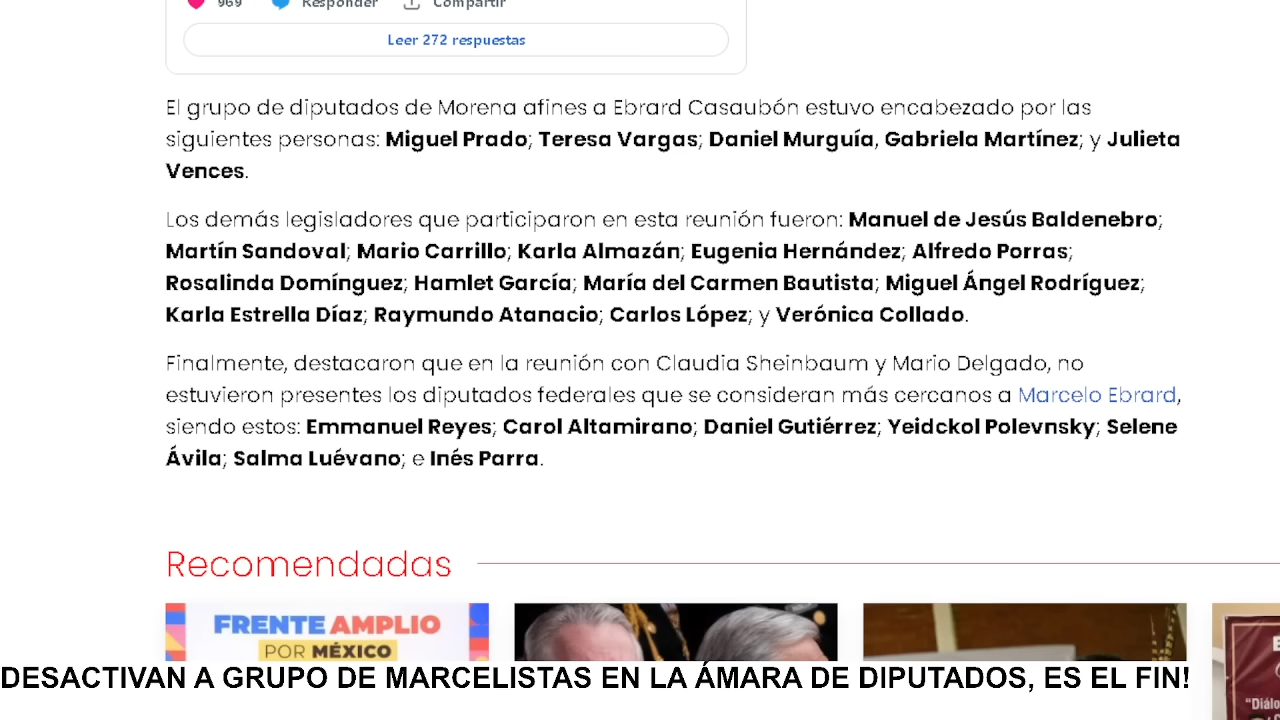 969 Responder Compartir
Leer 272 respuestas
El grupo de diputados de Morena afines a Ebrard Casaubón estuvo encabezado por las
siguientes personas: Miguel Prado; Teresa Vargas; Daniel Murguía, Gabriela Martínez; y Julieta
Vences.
Los demás legisladores que participaron en esta reunión fueron: Manuel de Jesús Baldenebro;
Martín Sandoval; Mario Carrillo; Karla Almazán; Eugenia Hernández; Alfredo Porras;
Rosalinda Domínguez; Hamlet García; María del Carmen Bautista; Miguel Ángel Rodríguez;
Karla Estrella Díaz; Raymundo Atanacio; Carlos López; y Verónica Collado.
Finalmente, destacaron que en la reunión con Claudia Sheinbaum y Mario Delgado, no
estuvieron presentes los diputados federales que se consideran más cercanos a Marcelo Ebrard,
siendo estos: Emmanuel Reyes; Carol Altamirano; Daniel Gutiérrez; Yeidckol Polevnsky; Selene
Ávila; Salma Luévano; e Inés Parra.
Recomendadas
FRENTE AMPLIO
POR MÉXICO
DESACTIVAN A GRUPO DE MARCELISTAS EN LA ÁMARA DE DIPUTADOS, ES EL FIN!